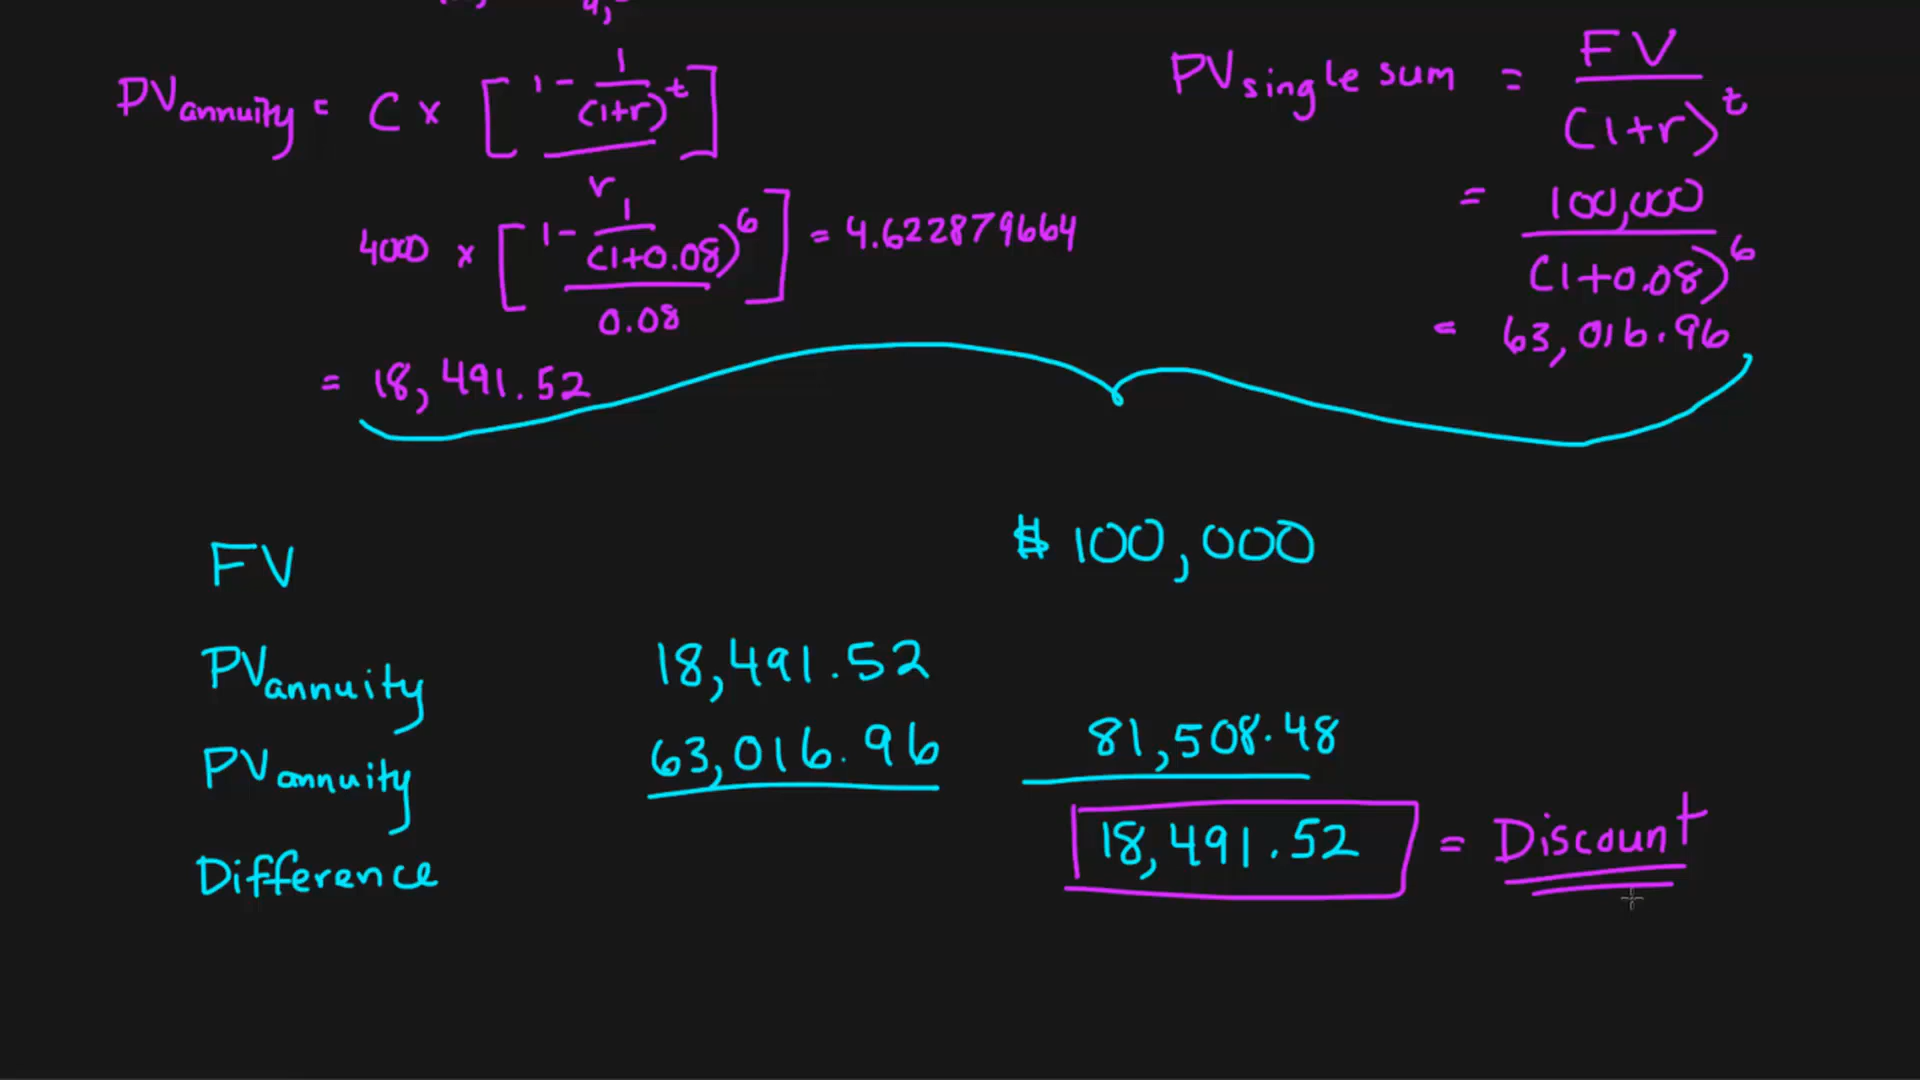 PVannuity = C x [1 - 1/(1+r)^t / r]
4000 x [1 - 1/(1+0.08)^6 / 0.08] = 4.622879664
= 18,491.52
PVsingle sum = FV / (1+r)^t
= 100,000 / (1+0.08)^6
= 63,016.96
FV $100,000
PVannuity 18,491.52
PVannuity 63,016.96 81,508.48
Difference 18,491.52 = Discount